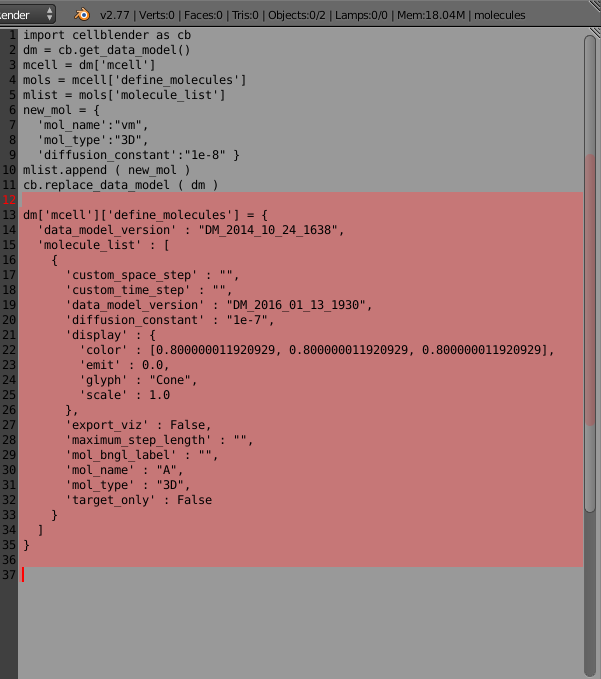 ender v2.77 | Verts:0 | Faces:0 | Tris:0 | Objects:0/2 | Lamps:0/0 | Mem:18.04M | molecules
1 import cellblender as cb
2 dm = cb.get_data_model()
3 mcell = dm['mcell']
4 mols = mcell['define_molecules']
5 mlist = mols['molecule_list']
6 new_mol = {
7   'mol_name':"vm",
8   'mol_type':"3D",
9   'diffusion_constant':"1e-8" }
10 mlist.append ( new_mol )
11 cb.replace_data_model ( dm )
12
13 dm['mcell']['define_molecules'] = {
14   'data_model_version' : "DM_2014_10_24_1638",
15   'molecule_list' : [
16     {
17       'custom_space_step' : "",
18       'custom_time_step' : "",
19       'data_model_version' : "DM_2016_01_13_1930",
20       'diffusion_constant' : "1e-7",
21       'display' : {
22         'color' : [0.800000011920929, 0.800000011920929, 0.800000011920929],
23         'emit' : 0.0,
24         'glyph' : "Cone",
25         'scale' : 1.0
26       },
27       'export_viz' : False,
28       'maximum_step_length' : "",
29       'mol_bngl_label' : "",
30       'mol_name' : "A",
31       'mol_type' : "3D",
32       'target_only' : False
33     }
34   ]
35 }
36
37